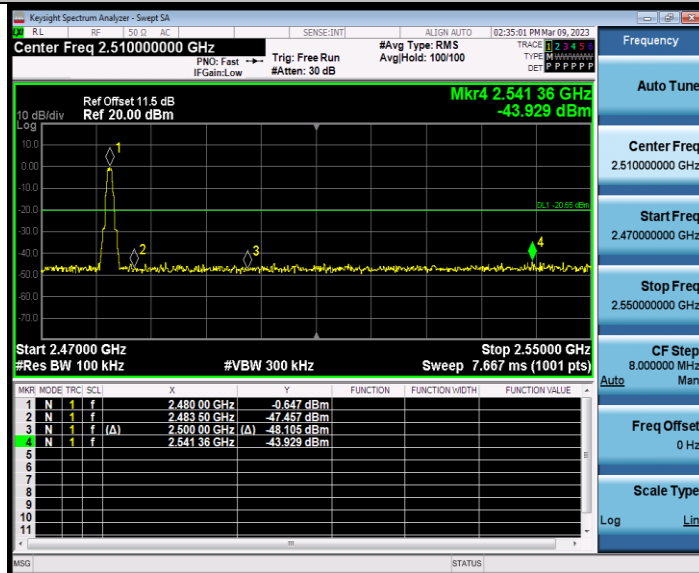 Keysight Spectrum Analyzer - Swept SA
RL RF 50 Ω AC SENSE:INT ALIGN AUTO 02:35:01 PM Mar 09, 2023
Center Freq 2.510000000 GHz
PNO: Fast
IFGain:Low
Trig: Free Run
#Atten: 30 dB
#Avg Type: RMS
Avg|Hold: 100/100
TRACE 1 2 3 4 5 6
TYPE M
DET P P P P P P
Ref Offset 11.5 dB
Ref 20.00 dBm
10 dB/div
Log
Mkr4 2.541 36 GHz
-43.929 dBm
10.0
0.00
-10.0
-20.0
-30.0
-40.0
-50.0
-60.0
-70.0
1
2
3
4
DL1 -20.65 dBm
Start 2.47000 GHz
Stop 2.55000 GHz
#Res BW 100 kHz
#VBW 300 kHz
Sweep 7.667 ms (1001 pts)
MKR MODE TRC SCL X Y FUNCTION FUNCTION WIDTH FUNCTION VALUE
1 N 1 f 2.480 00 GHz -0.647 dBm
2 N 1 f 2.483 50 GHz -47.457 dBm
3 N 1 f (Δ) 2.500 00 GHz (Δ) -48.105 dBm
4 N 1 f 2.541 36 GHz -43.929 dBm
5
6
7
8
9
10
11
MSG
STATUS
Frequency
Auto Tune
Center Freq
2.510000000 GHz
Start Freq
2.470000000 GHz
Stop Freq
2.550000000 GHz
CF Step
8.000000 MHz
Auto Man
Freq Offset
0 Hz
Scale Type
Log Lin